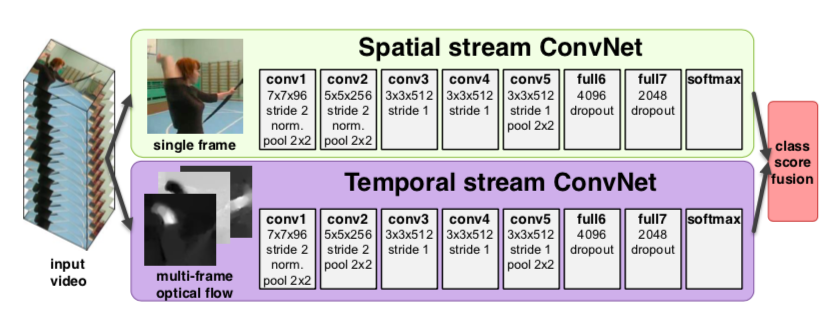 Spatial stream ConvNet
conv1
7x7x96
stride 2
norm.
pool 2x2
conv2
5x5x256
stride 2
norm.
pool 2x2
conv3
3x3x512
stride 1
conv4
3x3x512
stride 1
conv5
3x3x512
stride 1
pool 2x2
full6
4096
dropout
full7
2048
dropout
softmax
single frame
Temporal stream ConvNet
conv1
7x7x96
stride 2
norm.
pool 2x2
conv2
5x5x256
stride 2
pool 2x2
conv3
3x3x512
stride 1
conv4
3x3x512
stride 1
conv5
3x3x512
stride 1
pool 2x2
full6
4096
dropout
full7
2048
dropout
softmax
multi-frame
optical flow
input
video
class
score
fusion